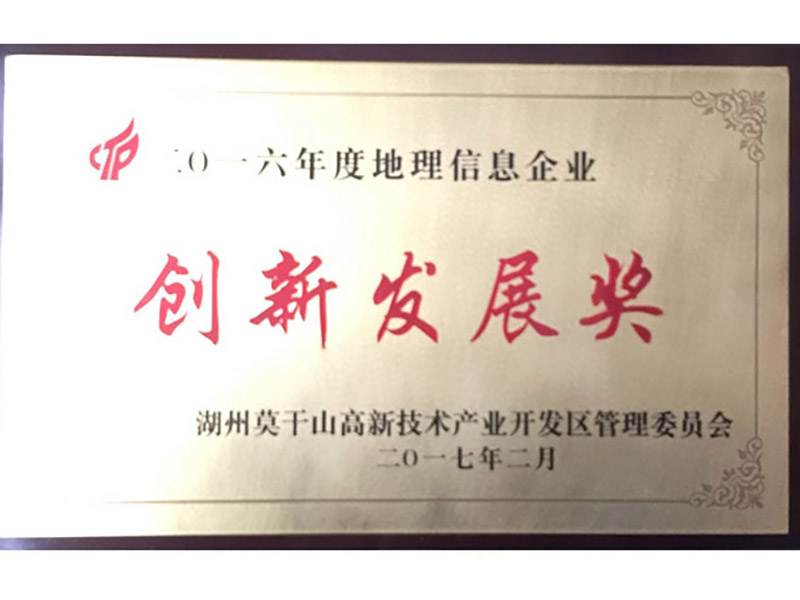 二〇一六年度地理信息企业
创新发展奖
湖州莫干山高新技术产业开发区管理委员会
二〇一七年二月